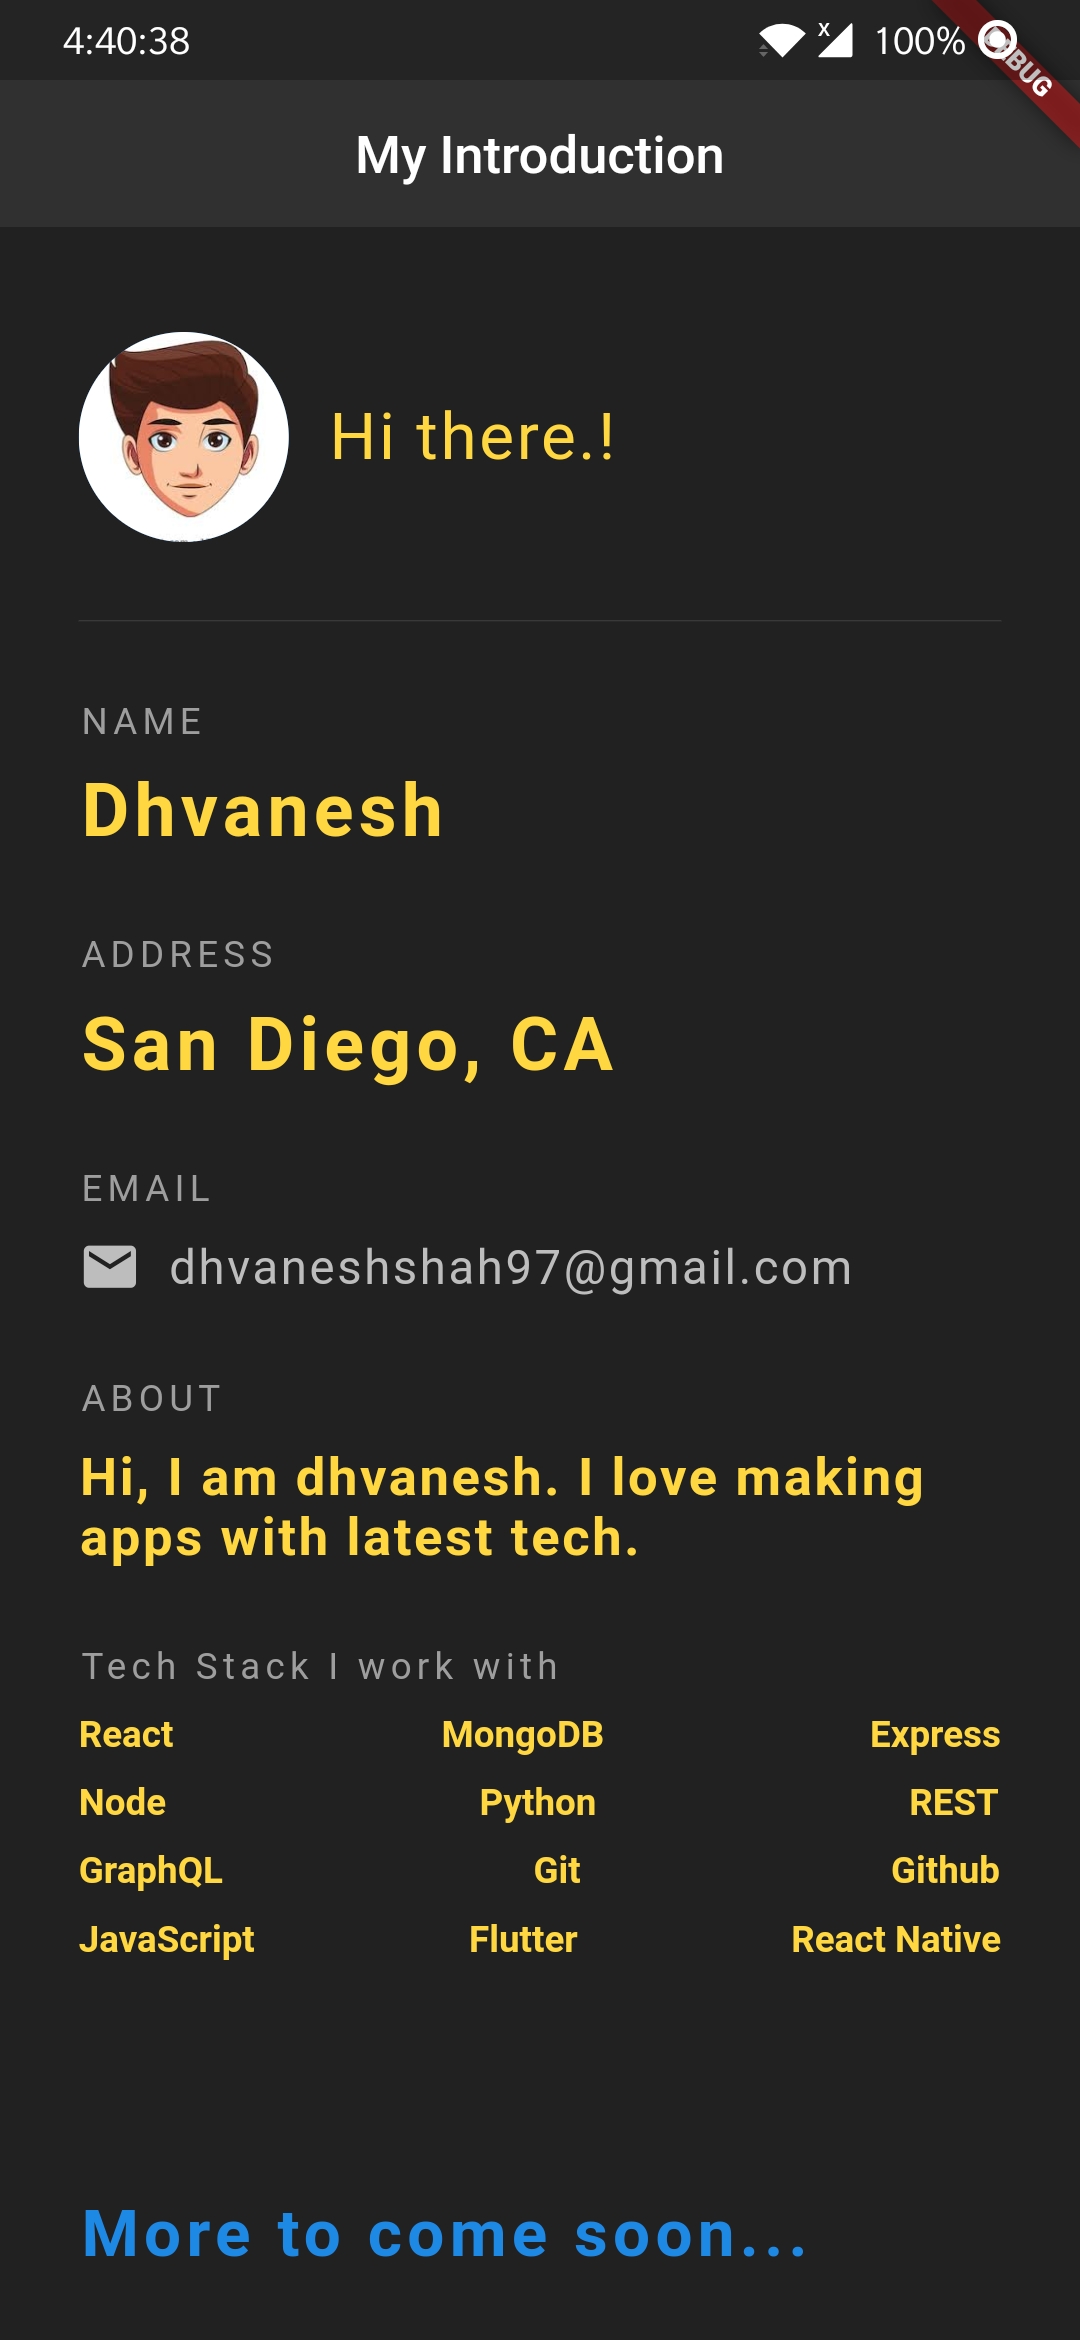 4:40:38
X
100%
BUG
My Introduction
Hi there.!
NAME
Dhvanesh
ADDRESS
San Diego, CA
EMAIL
dhvaneshshah97@gmail.com
ABOUT
Hi, I am dhvanesh. I love making
apps with latest tech.
Tech Stack I work with
React MongoDB Express
Node Python REST
GraphQL Git Github
JavaScript Flutter React Native
More to come soon...